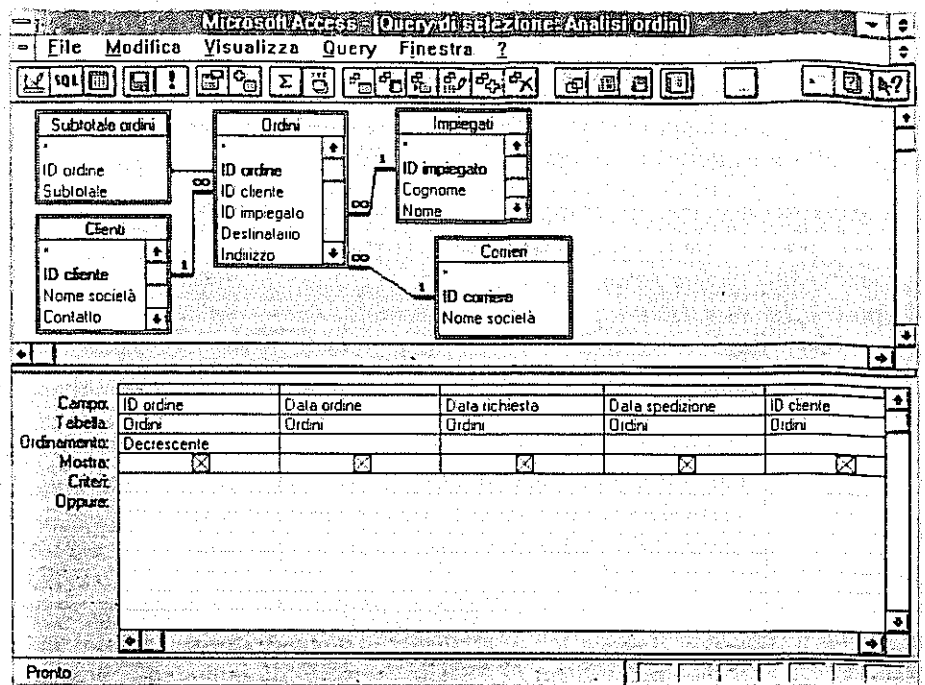 Microsoft Access - [Query di selezione: Analisi ordini]
File Modifica Visualizza Query Finestra ?
SQL ! Σ ?
Subtotale ordini
*
ID ordine
Subtotale
Ordini
*
ID ordine
ID cliente
ID impiegato
Destinatario
Indirizzo
Impiegati
*
ID impiegato
Cognome
Nome
Clienti
*
ID cliente
Nome società
Contatto
Corrieri
*
ID corriere
Nome società
1 ∞
∞ 1
∞ 1
Campo: ID ordine Data ordine Data richiesta Data spedizione ID cliente
Tabella: Ordini Ordini Ordini Ordini Ordini
Ordinamento: Decrescente
Mostra:
Criteri:
Oppure:
Pronto